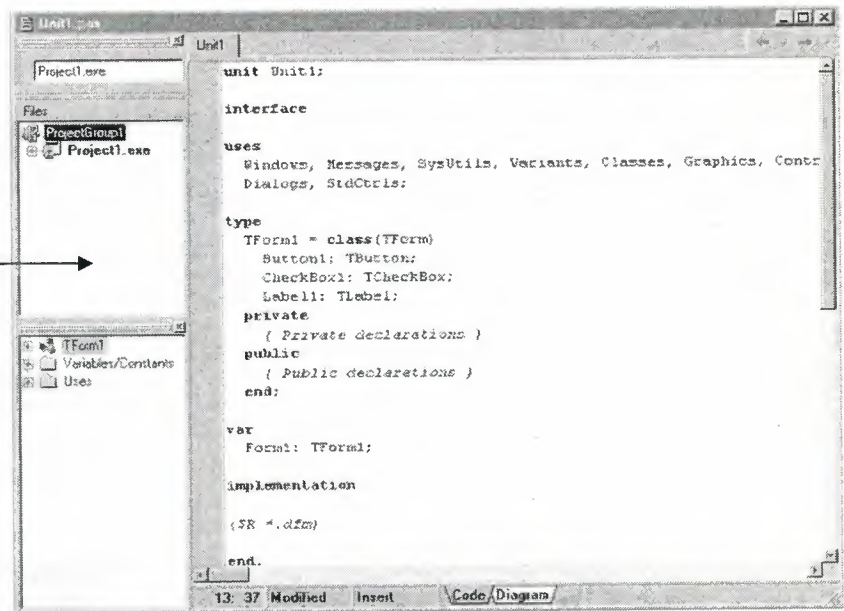 Unit1.pas
Unit1
Project1.exe
Files
ProjectGroup1
Project1.exe
TForm1
Variables/Constants
Uses
unit Unit1;
interface
uses
Windows, Messages, SysUtils, Variants, Classes, Graphics, Contr
Dialogs, StdCtrls;
type
TForm1 = class(TForm)
Button1: TButton;
CheckBox1: TCheckBox;
Label1: TLabel;
private
{ Private declarations }
public
{ Public declarations }
end;
var
Form1: TForm1;
implementation
{$R *.dfm}
end.
13: 37 Modified Insert Code Diagram